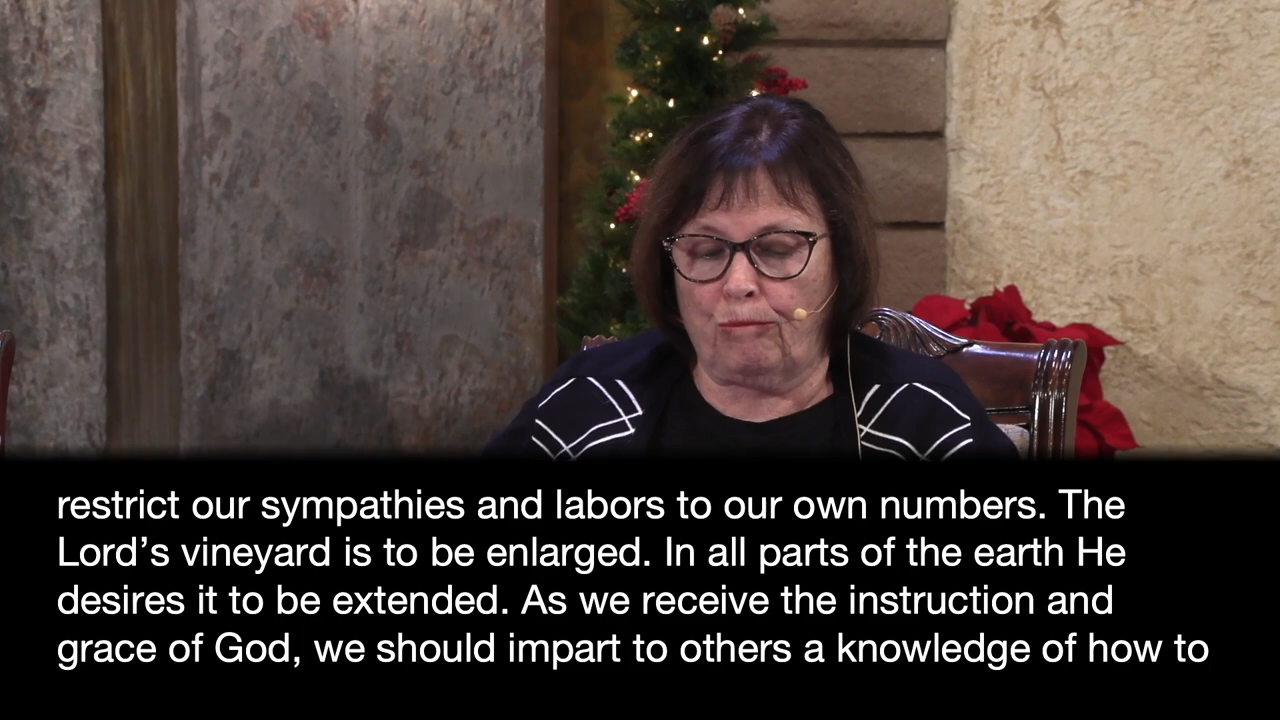 restrict our sympathies and labors to our own numbers. The
Lord’s vineyard is to be enlarged. In all parts of the earth He
desires it to be extended. As we receive the instruction and
grace of God, we should impart to others a knowledge of how to